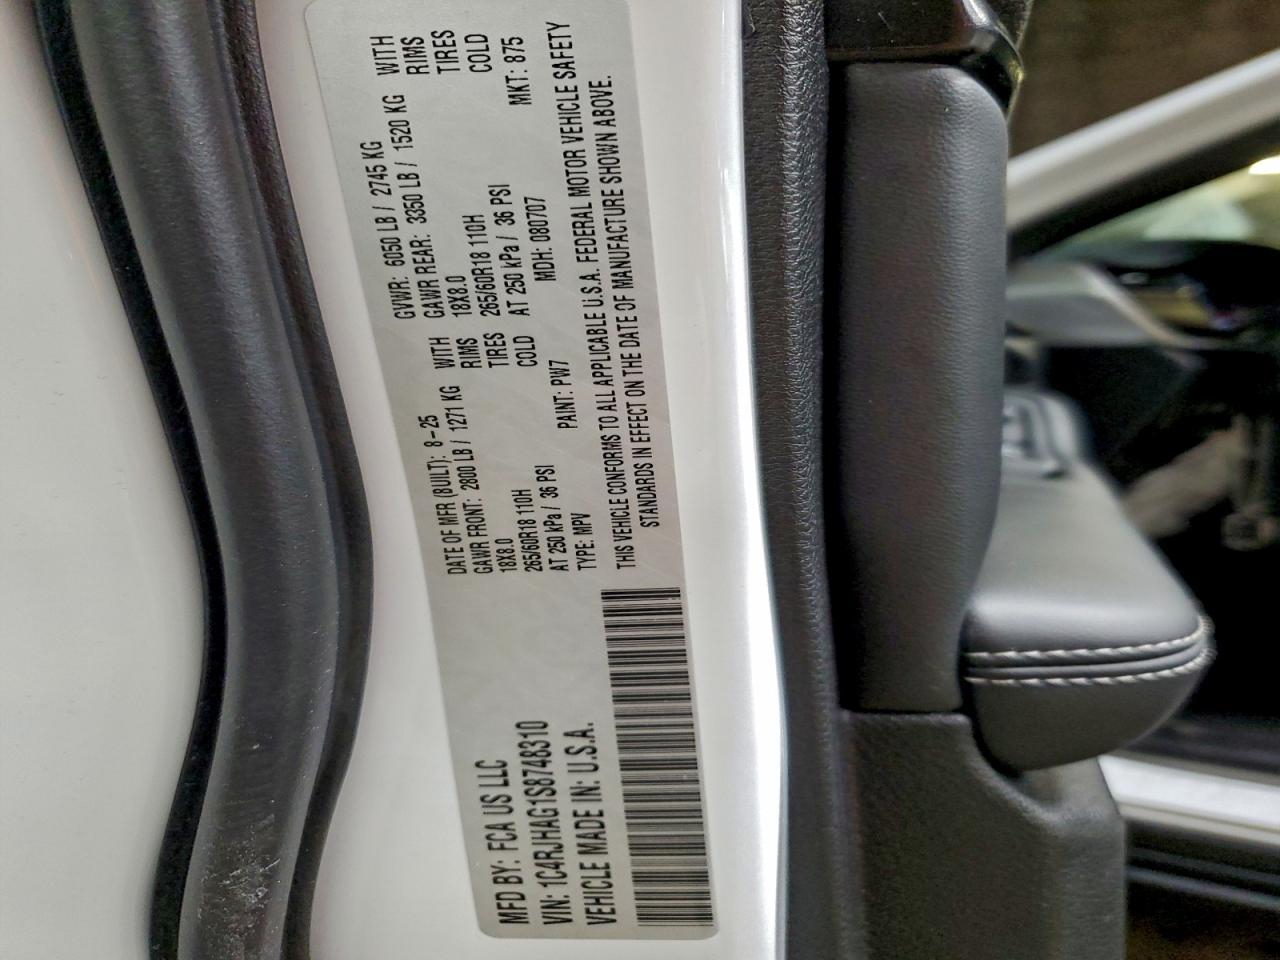 MFD BY: FCA US LLC
DATE OF MFR (BUILT): 8-25
GVWR: 6050 LB / 2745 KG
VIN: 1C4RJHAG1S8748310
GAWR FRONT: 2800 LB / 1271 KG WITH
GAWR REAR: 3350 LB / 1520 KG WITH
VEHICLE MADE IN: U.S.A.
18X8.0 RIMS
18X8.0 RIMS
265/60R18 110H TIRES
265/60R18 110H TIRES
AT 250 kPa / 36 PSI COLD
AT 250 kPa / 36 PSI COLD
TYPE: MPV PAINT: PW7 MDH: 080707 MKT: 875
THIS VEHICLE CONFORMS TO ALL APPLICABLE U.S.A. FEDERAL MOTOR VEHICLE SAFETY
STANDARDS IN EFFECT ON THE DATE OF MANUFACTURE SHOWN ABOVE.